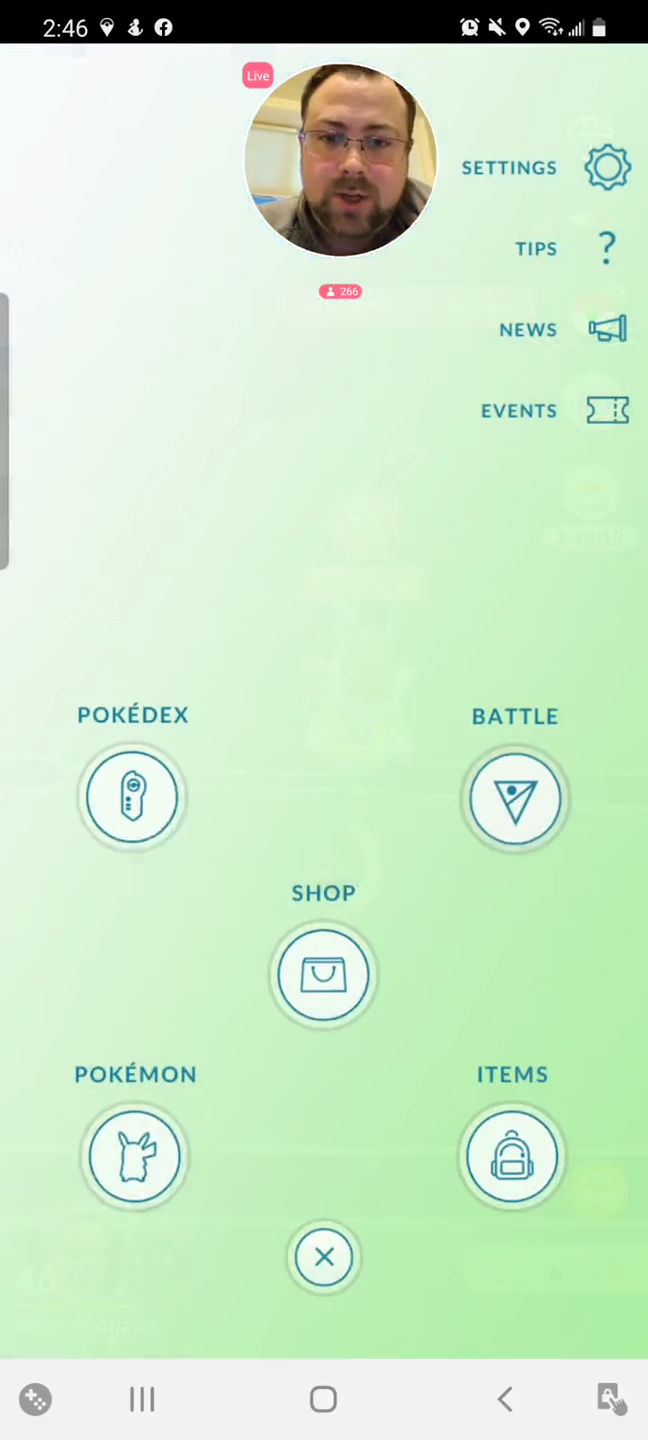 2:46
Live
SETTINGS
TIPS
266
NEWS
EVENTS
POKÉDEX
BATTLE
SHOP
POKÉMON
ITEMS